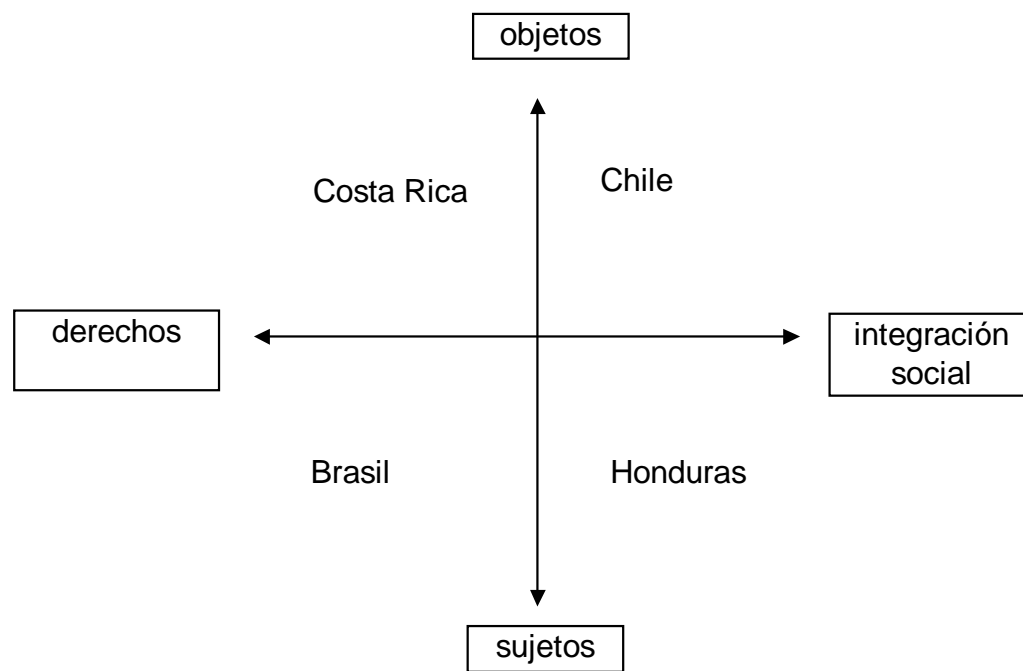 objetos
Costa Rica
Chile
derechos
integración
social
Brasil
Honduras
sujetos